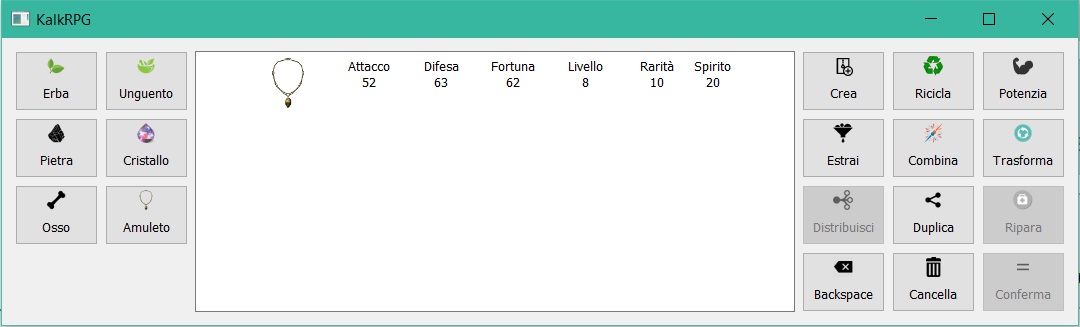 KalkRPG
Erba
Unguento
Pietra
Cristallo
Osso
Amuleto
Attacco Difesa Fortuna Livello Rarità Spirito
52 63 62 8 10 20
Crea
Ricicla
Potenzia
Estrai
Combina
Trasforma
Distribuisci
Duplica
Ripara
Backspace
Cancella
Conferma